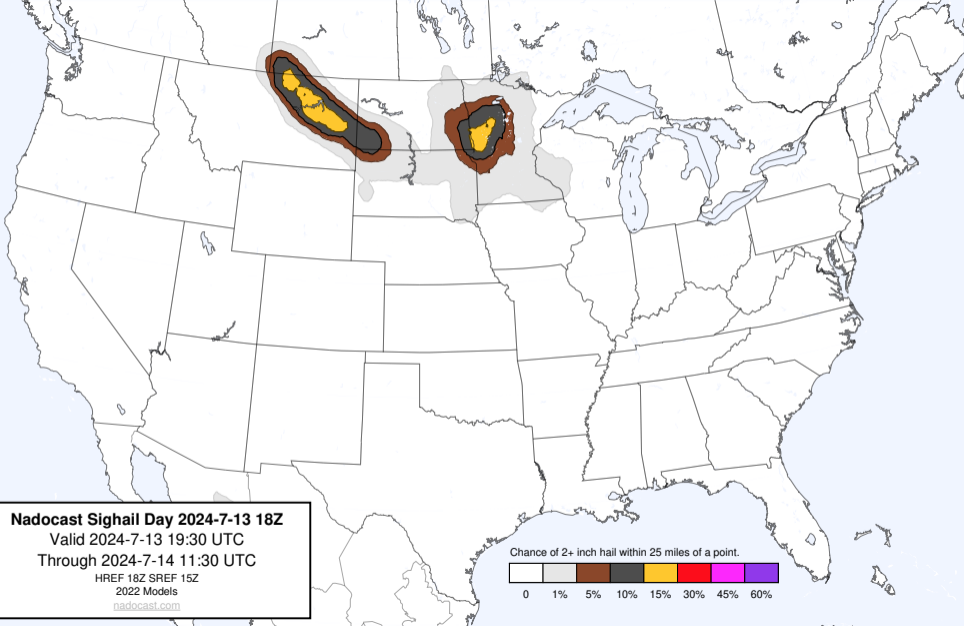 Nadocast Sighail Day 2024-7-13 18Z
Valid 2024-7-13 19:30 UTC
Through 2024-7-14 11:30 UTC
HREF 18Z SREF 15Z
2022 Models
nadocast.com
Chance of 2+ inch hail within 25 miles of a point.
0 1% 5% 10% 15% 30% 45% 60%